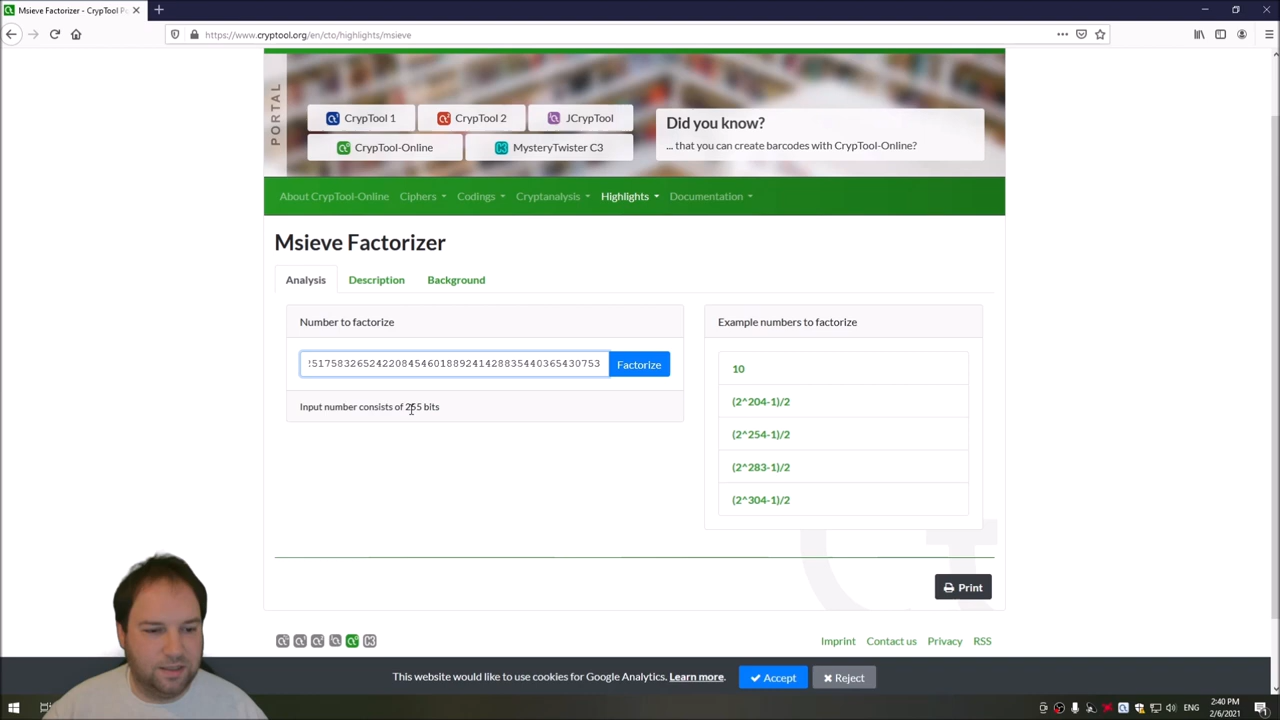 Msieve Factorizer - CrypTool Po
https://www.cryptool.org/en/cto/highlights/msieve
PORTAL
CrypTool 1
CrypTool 2
JCrypTool
CrypTool-Online
MysteryTwister C3
Did you know?
... that you can create barcodes with CrypTool-Online?
About CrypTool-Online Ciphers Codings Cryptanalysis Highlights Documentation
Msieve Factorizer
Analysis Description Background
Number to factorize
51758326524220845460188924142883544036543​0753
Factorize
Input number consists of 255 bits
Example numbers to factorize
10
(2^204-1)/2
(2^254-1)/2
(2^283-1)/2
(2^304-1)/2
Print
Imprint Contact us Privacy RSS
This website would like to use cookies for Google Analytics. Learn more.
Accept
Reject
ENG
2:40 PM
2/6/2021